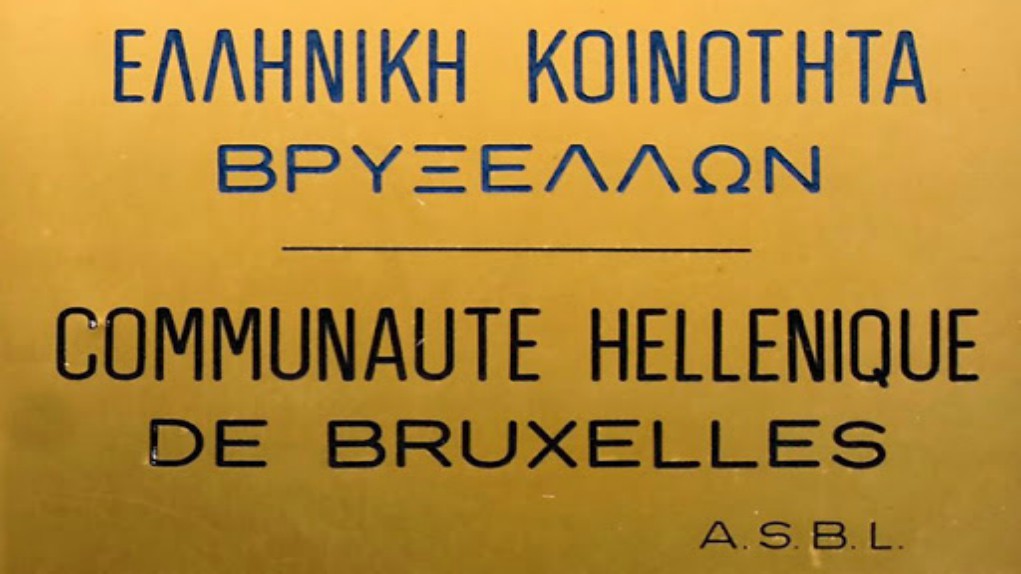 ΕΛΛΗΝΙΚΗ ΚΟΙΝΟΤΗΤΑ
ΒΡΥΞΕΛΛΩΝ
COMMUNAUTE HELLENIQUE
DE BRUXELLES
A.S.B.L.